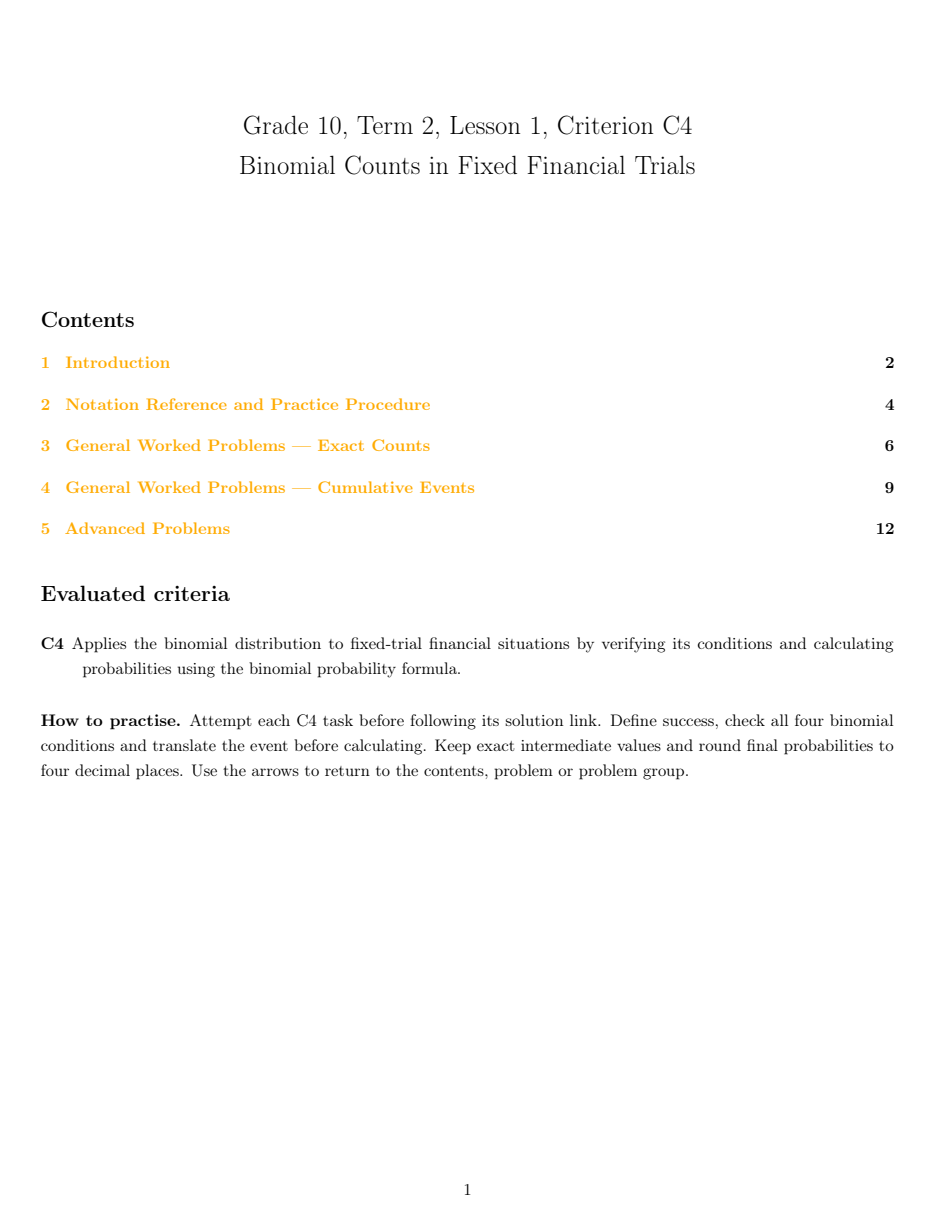 Grade 10, Term 2, Lesson 1, Criterion C4
Binomial Counts in Fixed Financial Trials
Contents
1 Introduction 2
2 Notation Reference and Practice Procedure 4
3 General Worked Problems — Exact Counts 6
4 General Worked Problems — Cumulative Events 9
5 Advanced Problems 12
Evaluated criteria
C4 Applies the binomial distribution to fixed-trial financial situations by verifying its conditions and calculating
probabilities using the binomial probability formula.
How to practise. Attempt each C4 task before following its solution link. Define success, check all four binomial
conditions and translate the event before calculating. Keep exact intermediate values and round final probabilities to
four decimal places. Use the arrows to return to the contents, problem or problem group.
1